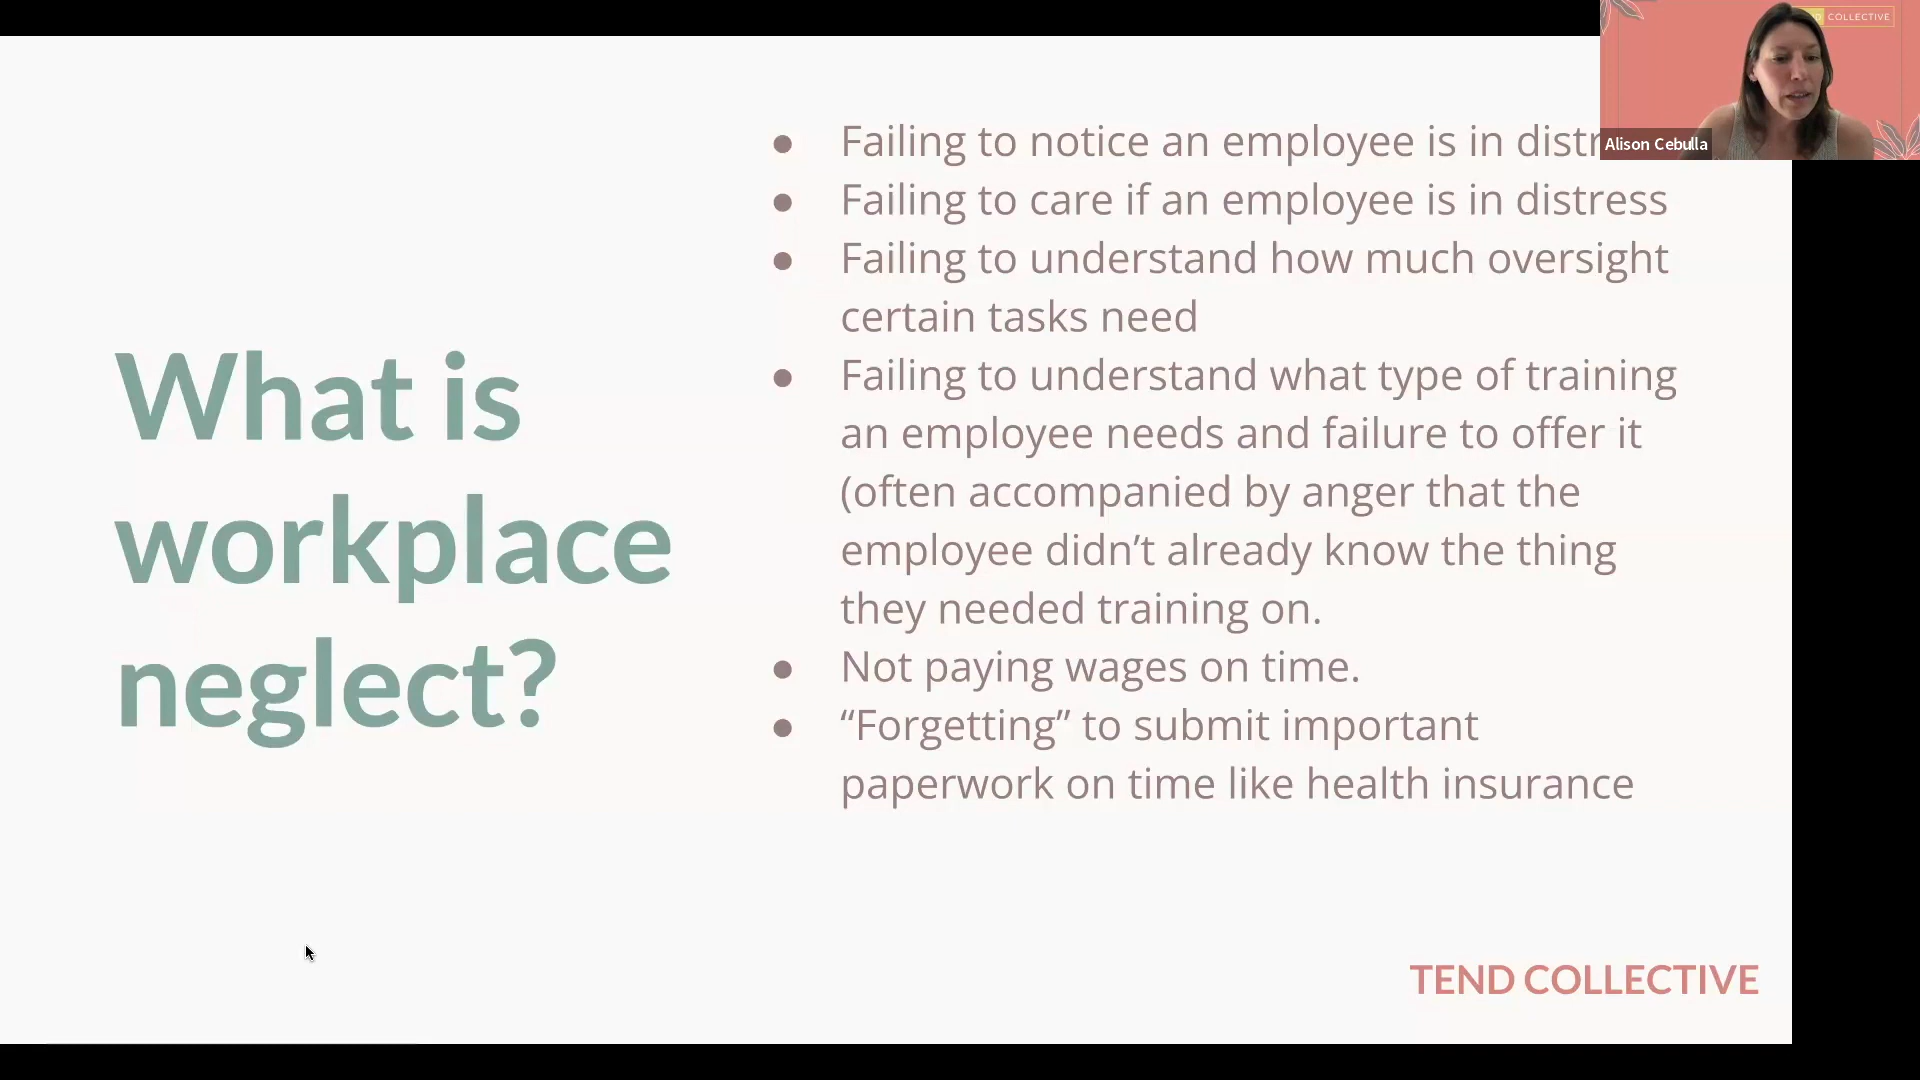 COLLECTIVE
Alison Cebulla
What is
workplace
neglect?
● Failing to notice an employee is in
● Failing to care if an employee is in distress
● Failing to understand how much oversight
certain tasks need
● Failing to understand what type of training
an employee needs and failure to offer it
(often accompanied by anger that the
employee didn’t already know the thing
they needed training on.
● Not paying wages on time.
● “Forgetting” to submit important
paperwork on time like health insurance
TEND COLLECTIVE